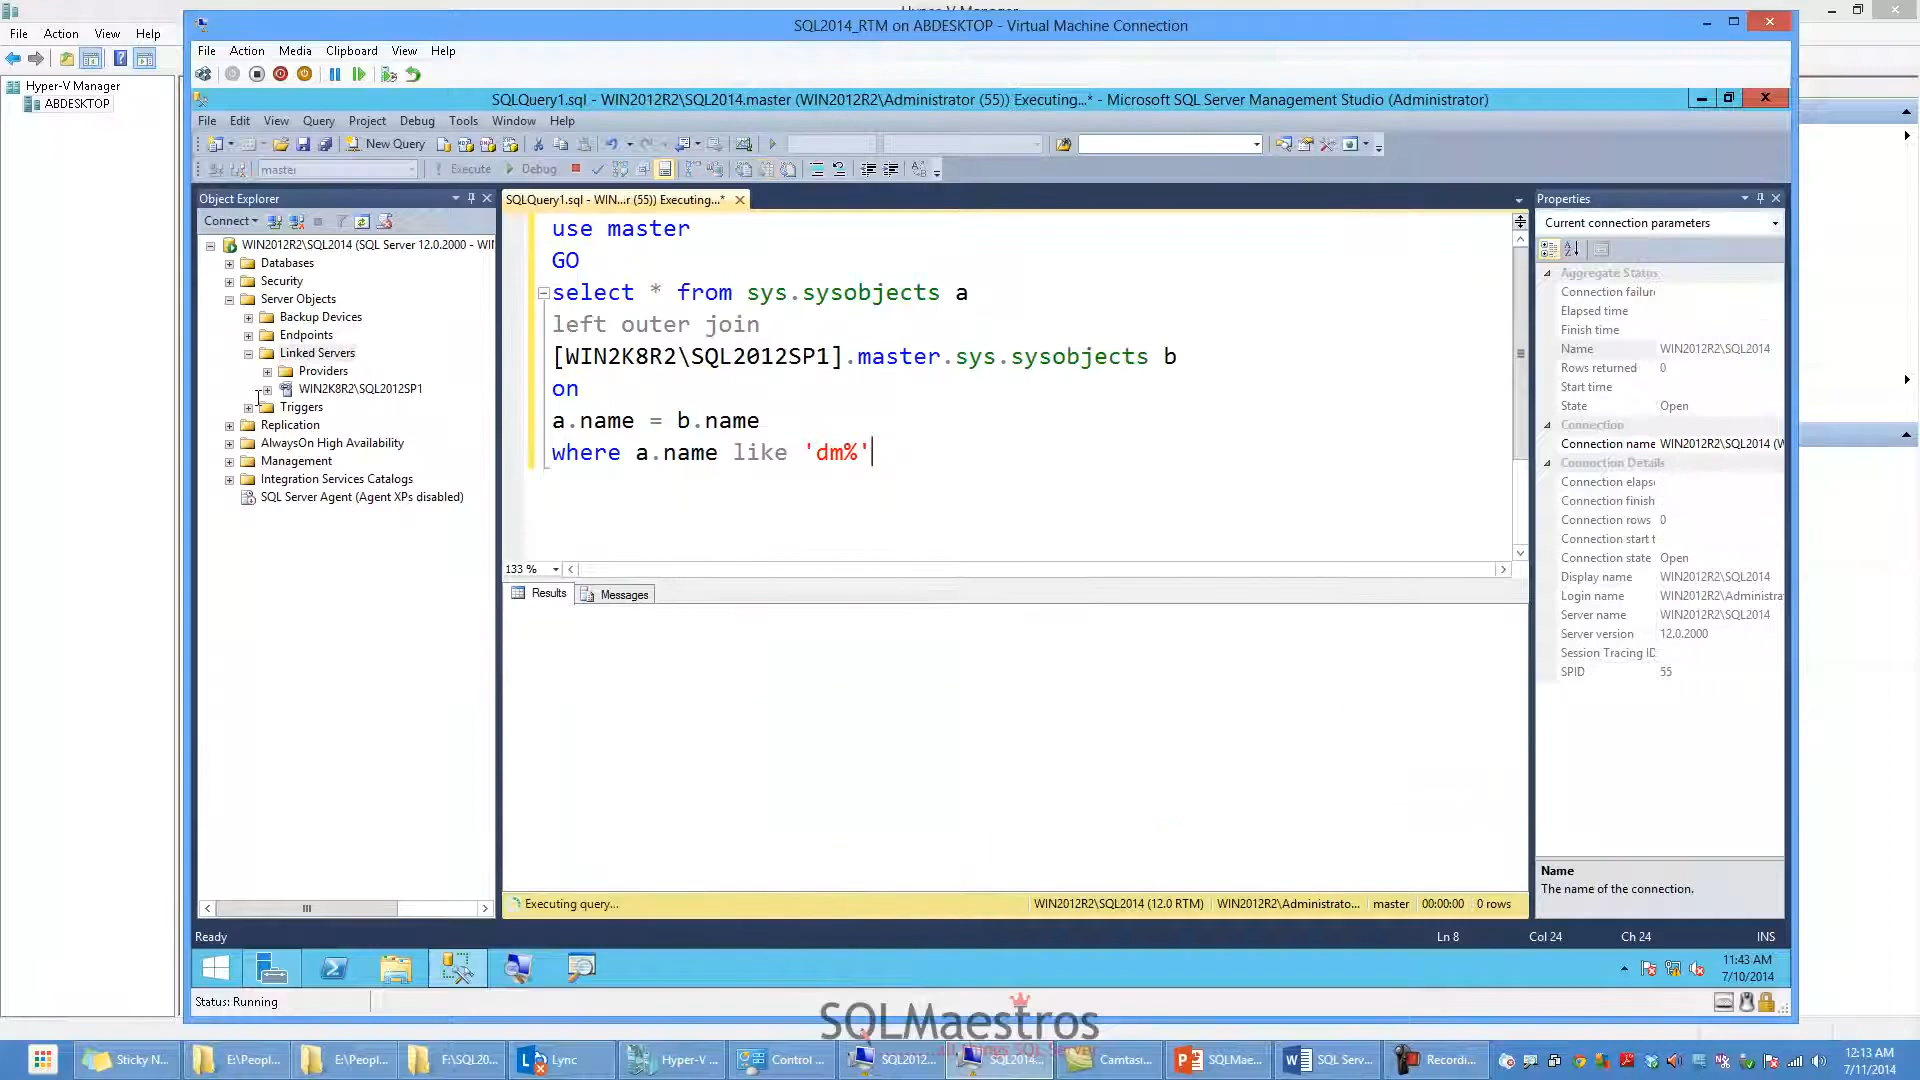 Hyper-V Manager
SQL2014_RTM on ABDESKTOP - Virtual Machine Connection
File Action View Help
File Action Media Clipboard View Help
Hyper-V Manager
ABDESKTOP
SQLQuery1.sql - WIN2012R2\SQL2014.master (WIN2012R2\Administrator (55)) Executing...* - Microsoft SQL Server Management Studio (Administrator)
File Edit View Query Project Debug Tools Window Help
New Query
master
Execute
Debug
Object Explorer
Connect
WIN2012R2\SQL2014 (SQL Server 12.0.2000 - WI
Databases
Security
Server Objects
Backup Devices
Endpoints
Linked Servers
Providers
WIN2K8R2\SQL2012SP1
Triggers
Replication
AlwaysOn High Availability
Management
Integration Services Catalogs
SQL Server Agent (Agent XPs disabled)
SQLQuery1.sql - WIN...r (55)) Executing...*
use master
GO
select * from sys.sysobjects a
left outer join
[WIN2K8R2\SQL2012SP1].master.sys.sysobjects b
on
a.name = b.name
where a.name like 'dm%'
133 %
Results
Messages
Executing query...
WIN2012R2\SQL2014 (12.0 RTM)
WIN2012R2\Administrato...
master
00:00:00
0 rows
Properties
Current connection parameters
Aggregate Status
Connection failur
Elapsed time
Finish time
Name WIN2012R2\SQL2014
Rows returned 0
Start time
State Open
Connection
Connection name WIN2012R2\SQL2014 (W
Connection Details
Connection elaps
Connection finish
Connection rows 0
Connection start t
Connection state Open
Display name WIN2012R2\SQL2014
Login name WIN2012R2\Administra
Server name WIN2012R2\SQL2014
Server version 12.0.2000
Session Tracing ID
SPID 55
Name
The name of the connection.
Ready
Ln 8
Col 24
Ch 24
INS
11:43 AM
7/10/2014
Status: Running
SQLMaestros
all things SQL Server
Sticky N...
E:\Peopl...
E:\Peopl...
F:\SQL20...
Lync
Hyper-V ...
Control ...
SQL2012...
SQL2014...
Camtasi...
SQLMae...
SQL Serv...
Recordi...
12:13 AM
7/11/2014